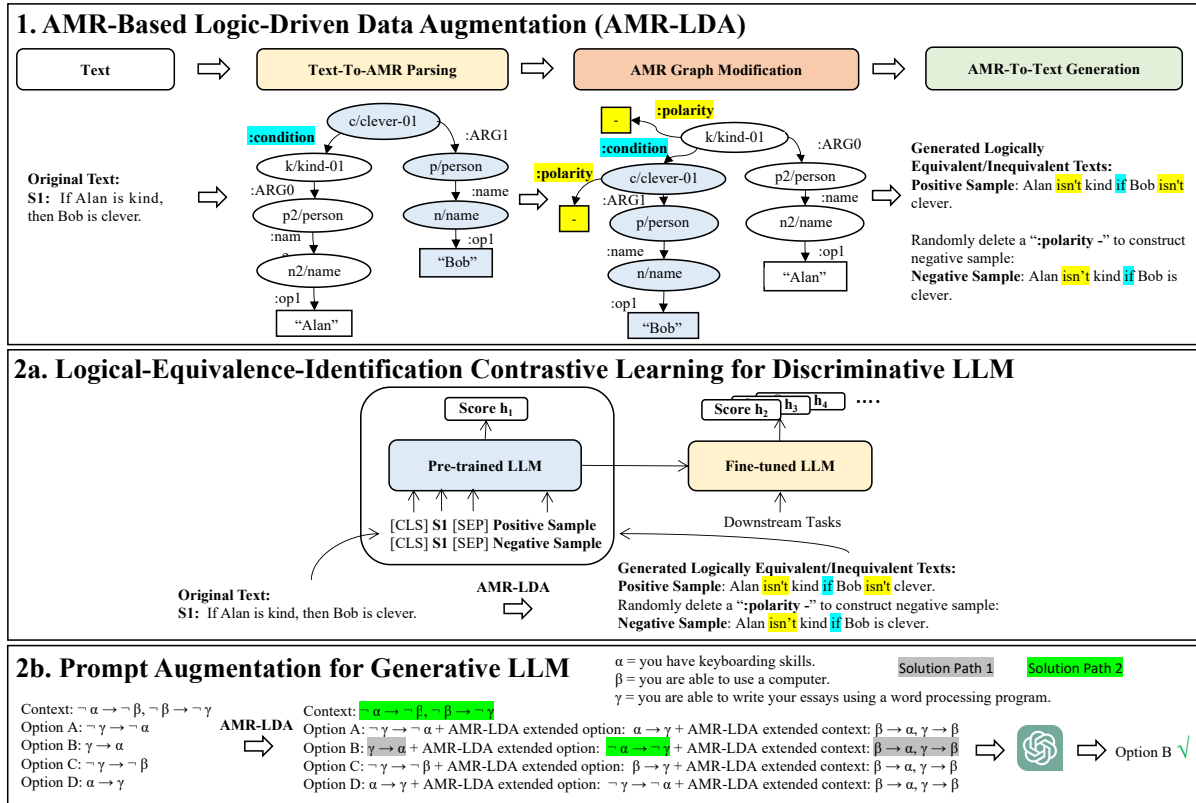 1. AMR-Based Logic-Driven Data Augmentation (AMR-LDA)
Text
Text-To-AMR Parsing
AMR Graph Modification
AMR-To-Text Generation
Original Text:
S1: If Alan is kind,
then Bob is clever.
c/clever-01
:condition
:ARG1
k/kind-01
p/person
:ARG0
:name
p2/person
n/name
:nam
e
:op1
n2/name
"Bob"
:op1
"Alan"
:polarity
-
k/kind-01
:condition
:ARG0
:polarity
c/clever-01
p2/person
:ARG1
:name
-
p/person
n2/name
:name
:op1
n/name
"Alan"
:op1
"Bob"
Generated Logically
Equivalent/Inequivalent Texts:
Positive Sample: Alan isn't kind if Bob isn't
clever.
Randomly delete a ":polarity -" to construct
negative sample:
Negative Sample: Alan isn't kind if Bob is
clever.
2a. Logical-Equivalence-Identification Contrastive Learning for Discriminative LLM
Score h1
Score h2
h3
h4
....
Pre-trained LLM
Fine-tuned LLM
[CLS] S1 [SEP] Positive Sample
[CLS] S1 [SEP] Negative Sample
Downstream Tasks
Original Text:
S1: If Alan is kind, then Bob is clever.
AMR-LDA
Generated Logically Equivalent/Inequivalent Texts:
Positive Sample: Alan isn't kind if Bob isn't clever.
Randomly delete a ":polarity -" to construct negative sample:
Negative Sample: Alan isn't kind if Bob is clever.
2b. Prompt Augmentation for Generative LLM
α = you have keyboarding skills.
β = you are able to use a computer.
γ = you are able to write your essays using a word processing program.
Solution Path 1
Solution Path 2
Context: ¬ α → ¬ β, ¬ β → ¬ γ
Option A: ¬ γ → ¬ α
Option B: γ → α
Option C: ¬ γ → ¬ β
Option D: α → γ
AMR-LDA
Context: ¬ α → ¬ β, ¬ β → ¬ γ
Option A: ¬ γ → ¬ α + AMR-LDA extended option: α → γ + AMR-LDA extended context: β → α, γ → β
Option B: γ → α + AMR-LDA extended option: ¬ α → ¬ γ + AMR-LDA extended context: β → α, γ → β
Option C: ¬ γ → ¬ β + AMR-LDA extended option: β → γ + AMR-LDA extended context: β → α, γ → β
Option D: α → γ + AMR-LDA extended option: ¬ γ → ¬ α + AMR-LDA extended context: β → α, γ → β
Option B √